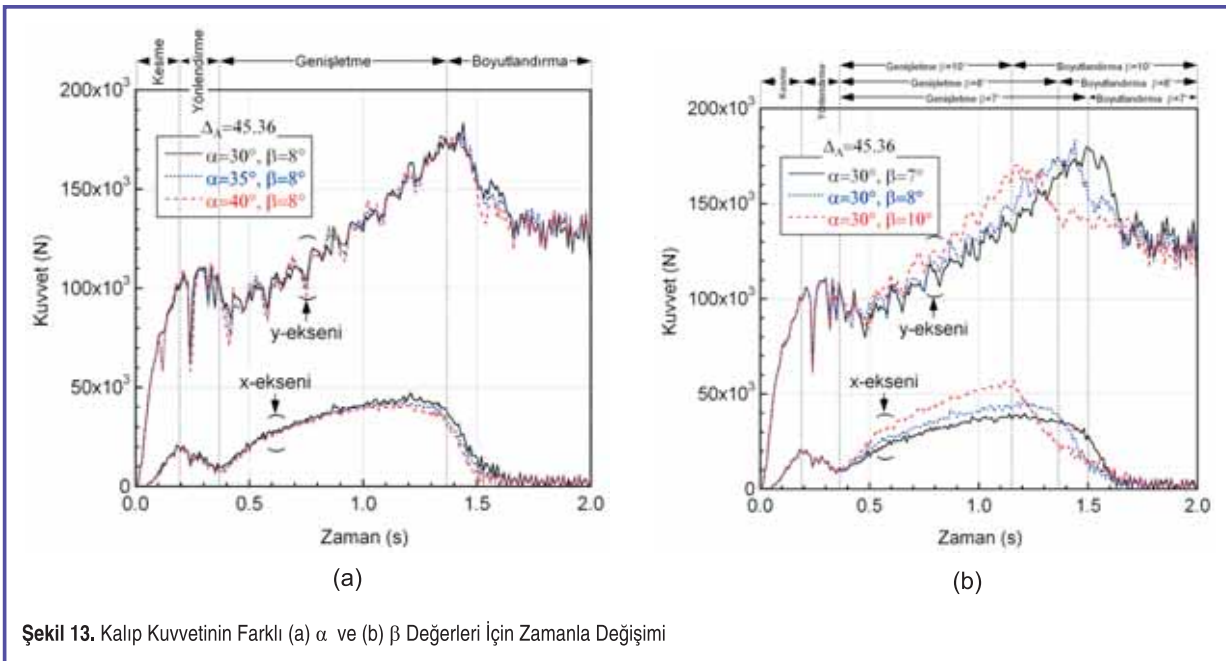 Kesme
Yönlendirme
Genişletme
Boyutlandırma
200x10³
150x10³
100x10³
50x10³
0
Kuvvet (N)
Δ_A=45.36
α=30°, β=8°
α=35°, β=8°
α=40°, β=8°
y-ekseni
x-ekseni
0.0 0.5 1.0 1.5 2.0
Zaman (s)
(a)
Kesme
Yönlendirme
Genişletme β=10° Boyutlandırma β=10°
Genişletme β=8° Boyutlandırma β=8°
Genişletme β=7° Boyutlandırma β=7°
200x10³
150x10³
100x10³
50x10³
0
Kuvvet (N)
Δ_A=45.36
α=30°, β=7°
α=30°, β=8°
α=30°, β=10°
y-ekseni
x-ekseni
0.0 0.5 1.0 1.5 2.0
Zaman (s)
(b)
Şekil 13. Kalıp Kuvvetinin Farklı (a) α ve (b) β Değerleri İçin Zamanla Değişimi